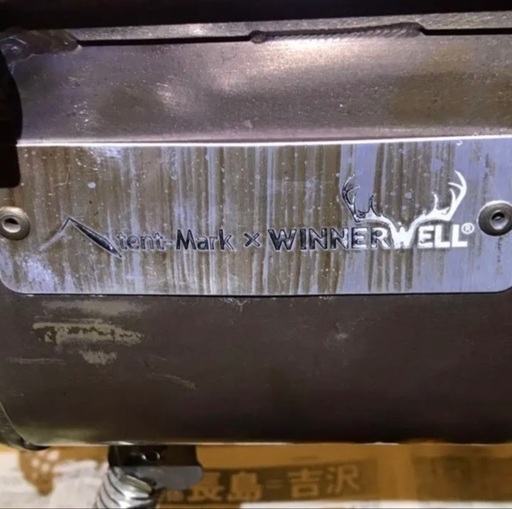 tent-Mark × WINNERWELL®
長島=吉沢